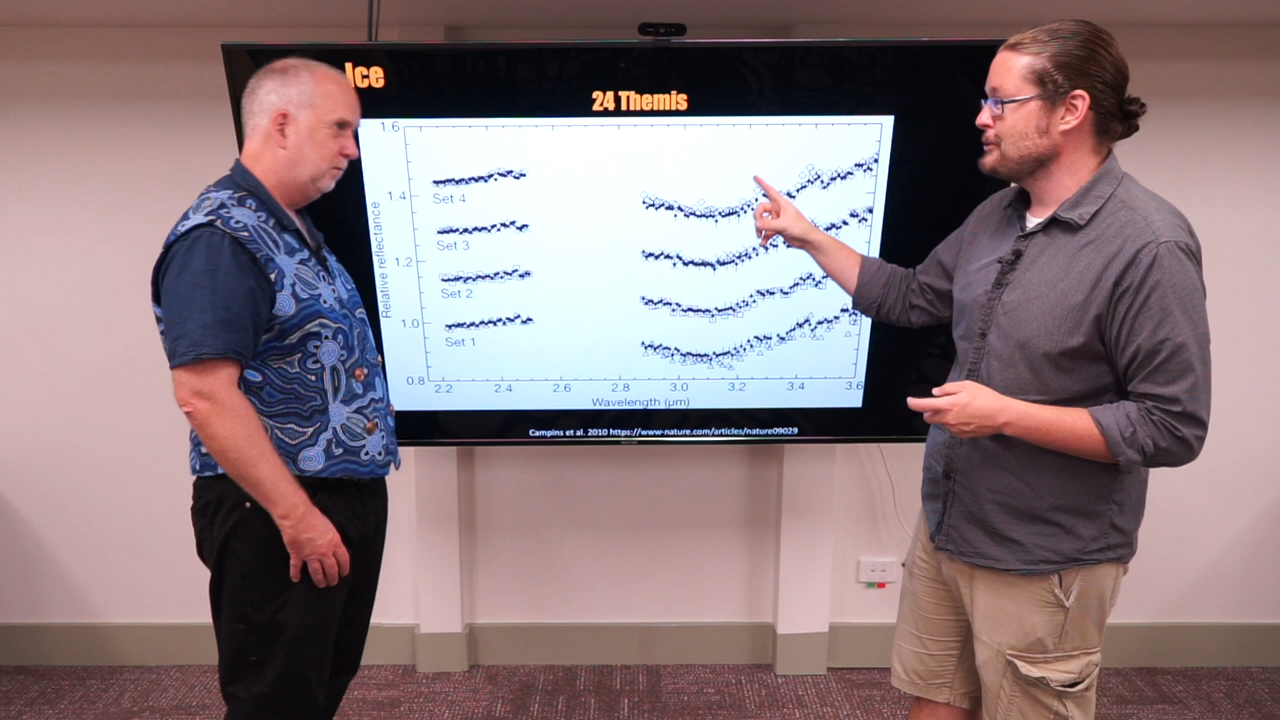 Ice
24 Themis
1.6
1.4
1.2
1.0
0.8
Relative reflectance
Set 4
Set 3
Set 2
Set 1
2.2 2.4 2.6 2.8 3.0 3.2 3.4 3.6
Wavelength (µm)
Campins et al. 2010 https://www-nature.com/articles/nature09029